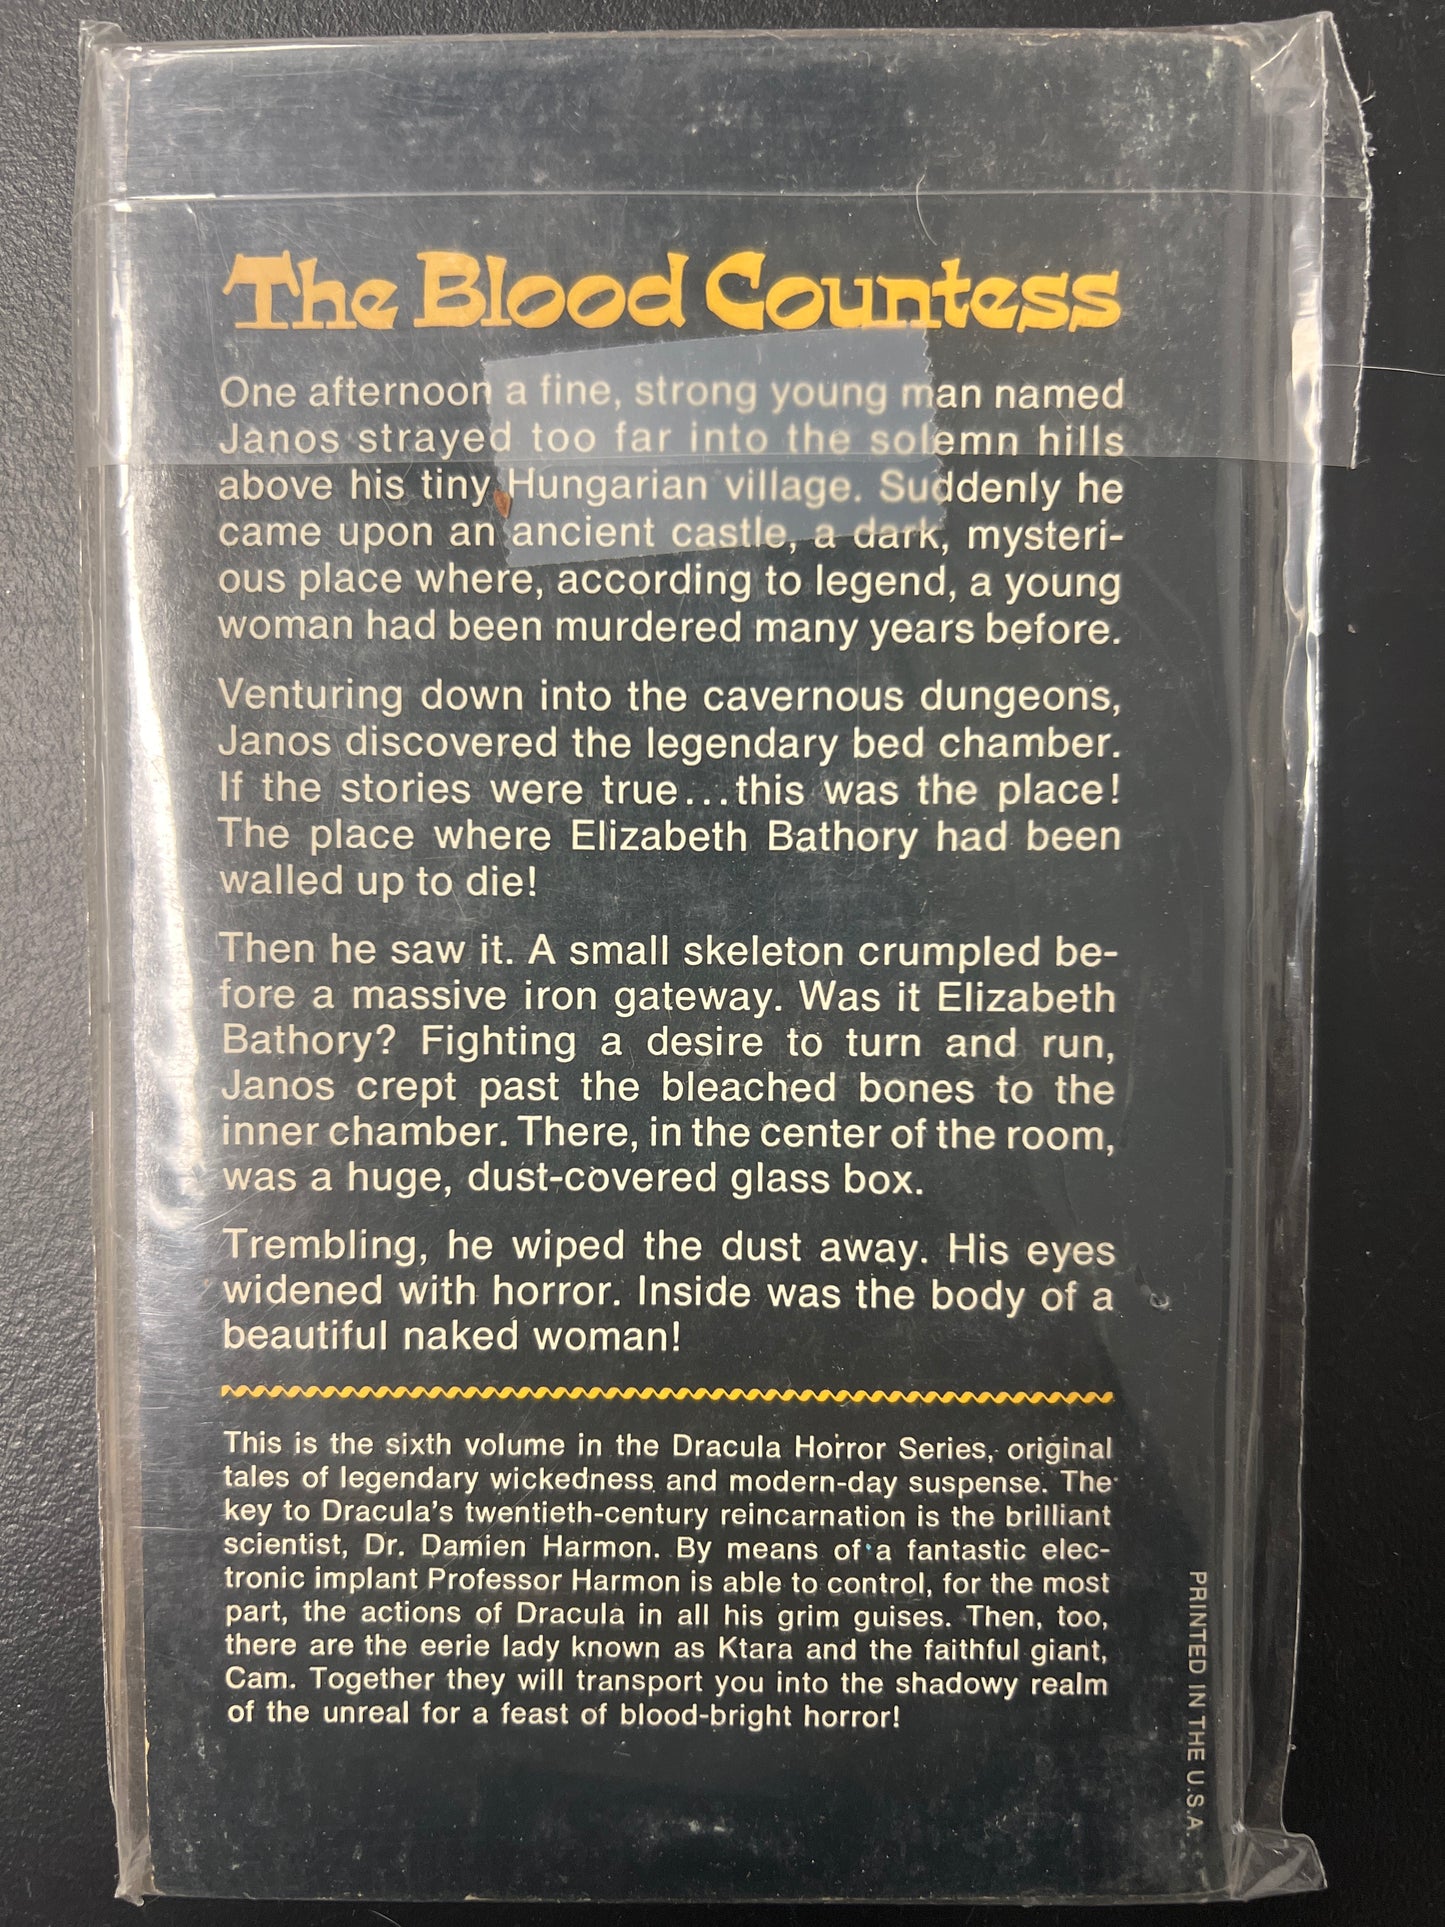 The Blood Countess
One afternoon a fine, strong young man named
Janos strayed too far into the solemn hills
above his tiny Hungarian village. Suddenly he
came upon an ancient castle, a dark, mysteri-
ous place where, according to legend, a young
woman had been murdered many years before.
Venturing down into the cavernous dungeons,
Janos discovered the legendary bed chamber.
If the stories were true...this was the place!
The place where Elizabeth Bathory had been
walled up to die!
Then he saw it. A small skeleton crumpled be-
fore a massive iron gateway. Was it Elizabeth
Bathory? Fighting a desire to turn and run,
Janos crept past the bleached bones to the
inner chamber. There, in the center of the room,
was a huge, dust-covered glass box.
Trembling, he wiped the dust away. His eyes
widened with horror. Inside was the body of a
beautiful naked woman!
This is the sixth volume in the Dracula Horror Series, original
tales of legendary wickedness and modern-day suspense. The
key to Dracula's twentieth-century reincarnation is the brilliant
scientist, Dr. Damien Harmon. By means of a fantastic elec-
tronic implant Professor Harmon is able to control, for the most
part, the actions of Dracula in all his grim guises. Then, too,
there are the eerie lady known as Ktara and the faithful giant,
Cam. Together they will transport you into the shadowy realm
of the unreal for a feast of blood-bright horror!
PRINTED IN THE U.S.A.